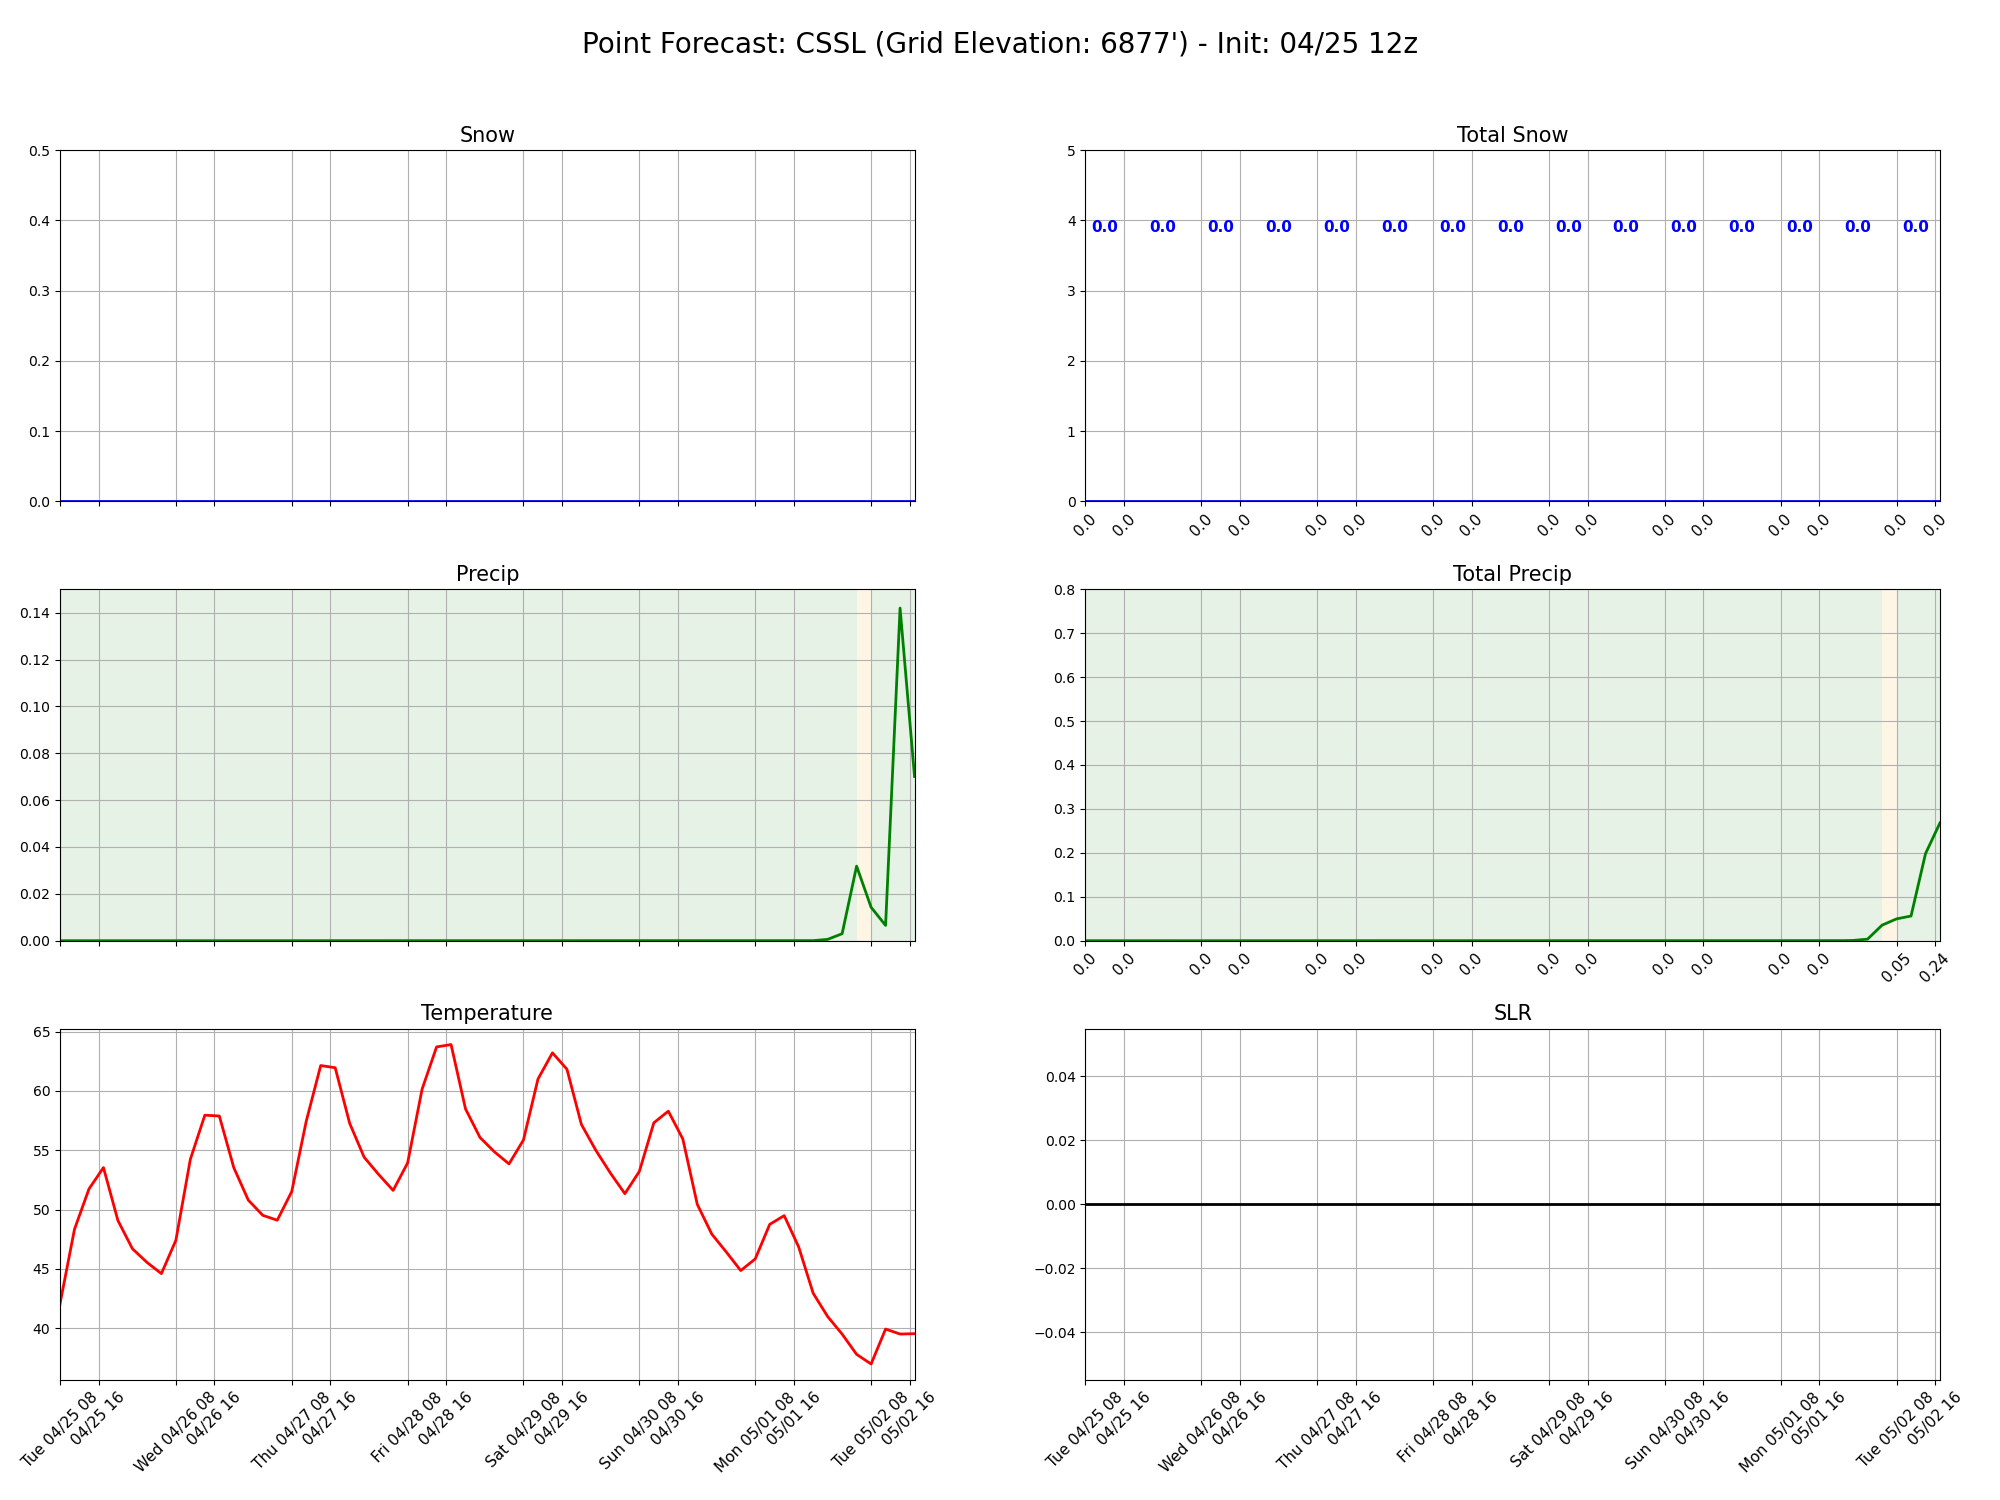 Point Forecast: CSSL (Grid Elevation: 6877') - Init: 04/25 12z
Snow
0.5
0.4
0.3
0.2
0.1
0.0
Total Snow
5
4
3
2
1
0
0.0 0.0 0.0 0.0 0.0 0.0 0.0 0.0 0.0 0.0 0.0 0.0 0.0 0.0 0.0
0.0 0.0 0.0 0.0 0.0 0.0 0.0 0.0 0.0 0.0 0.0 0.0 0.0 0.0 0.0 0.0
Precip
0.14
0.12
0.10
0.08
0.06
0.04
0.02
0.00
Total Precip
0.8
0.7
0.6
0.5
0.4
0.3
0.2
0.1
0.0
0.0 0.0 0.0 0.0 0.0 0.0 0.0 0.0 0.0 0.0 0.0 0.0 0.0 0.0 0.05 0.24
Temperature
65
60
55
50
45
40
Tue 04/25 08
04/25 16
Wed 04/26 08
04/26 16
Thu 04/27 08
04/27 16
Fri 04/28 08
04/28 16
Sat 04/29 08
04/29 16
Sun 04/30 08
04/30 16
Mon 05/01 08
05/01 16
Tue 05/02 08
05/02 16
SLR
0.04
0.02
0.00
−0.02
−0.04
Tue 04/25 08
04/25 16
Wed 04/26 08
04/26 16
Thu 04/27 08
04/27 16
Fri 04/28 08
04/28 16
Sat 04/29 08
04/29 16
Sun 04/30 08
04/30 16
Mon 05/01 08
05/01 16
Tue 05/02 08
05/02 16